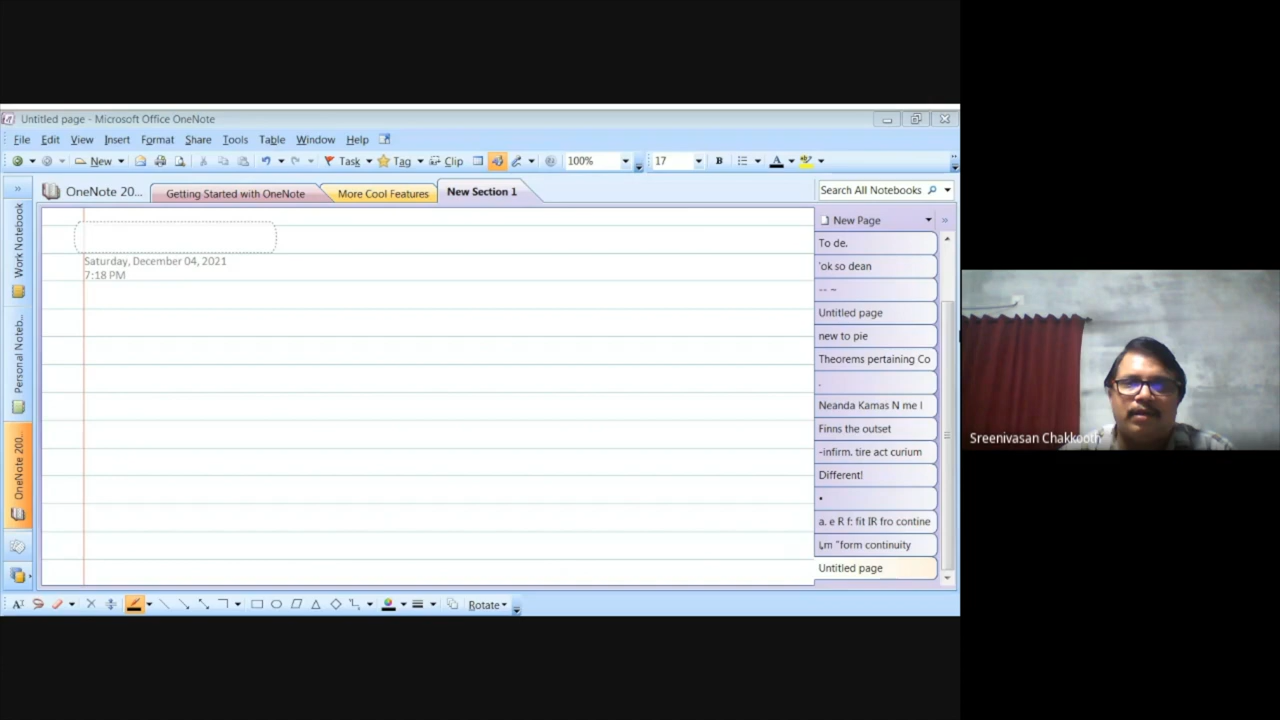 Untitled page - Microsoft Office OneNote
File Edit View Insert Format Share Tools Table Window Help
New Task Tag Clip 100% 17 B A ab
OneNote 20... Getting Started with OneNote More Cool Features New Section 1 Search All Notebooks
Work Notebook
Personal Noteb...
OneNote 200...
Saturday, December 04, 2021
7:18 PM
New Page
To de.
'ok so dean
-- ~
Untitled page
new to pie
Theorems pertaining Co
.
Neanda Kamas N me l
Finns the outset
-infirm. tire act curium
Different!
•
a. e R f: fit IR fro contine
"form continuity
Untitled page
Rotate
Sreenivasan Chakkooth